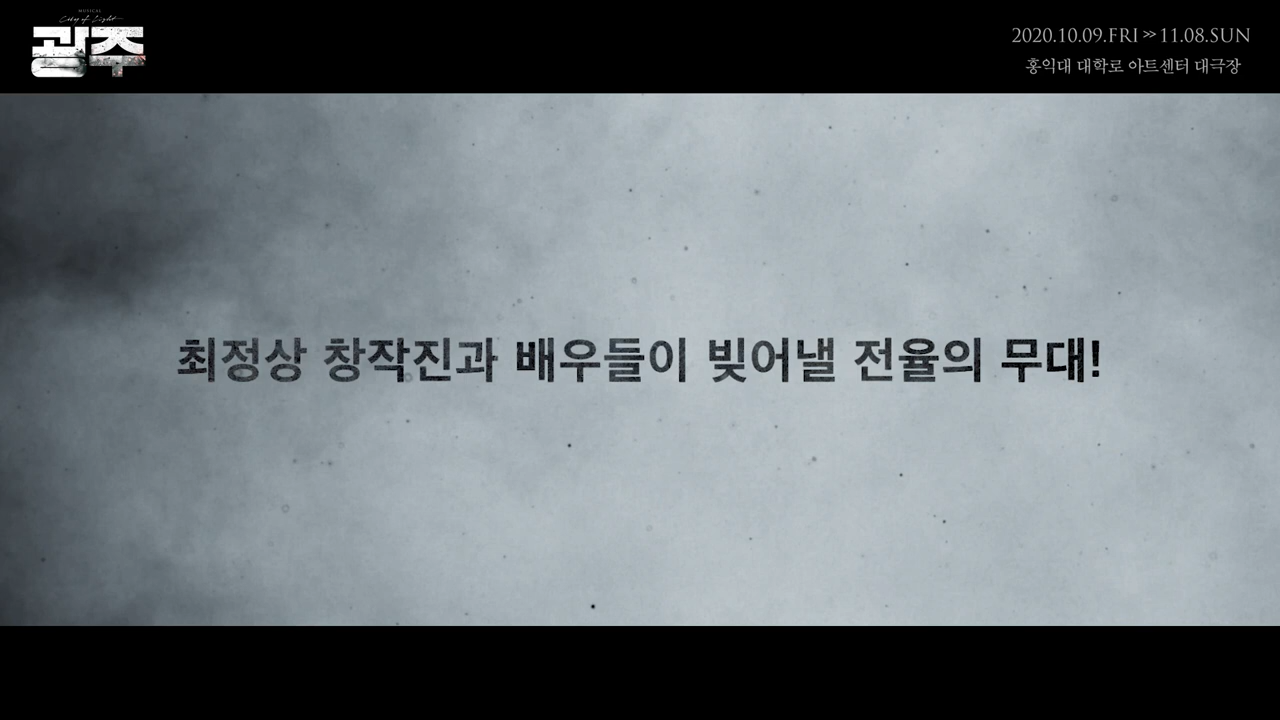 MUSICAL
City of Light
광주
2020.10.09.FRI >> 11.08.SUN
홍익대 대학로 아트센터 대극장
최정상 창작진과 배우들이 빚어낼 전율의 무대!